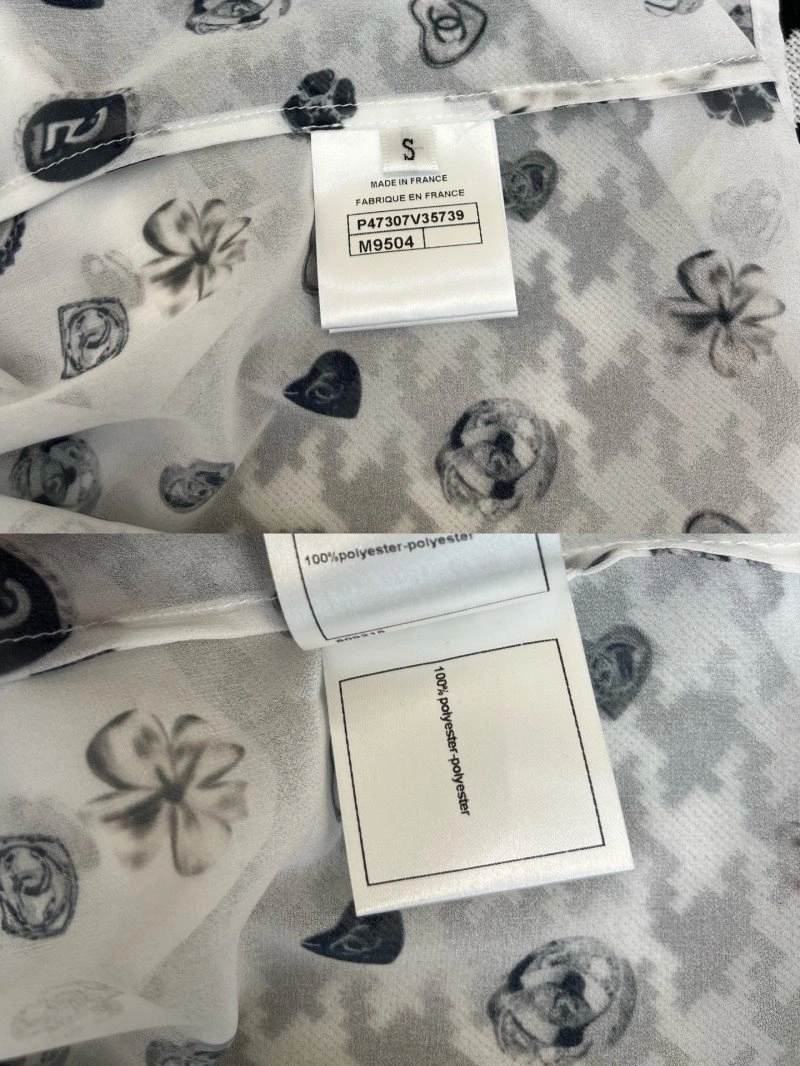 S
MADE IN FRANCE
FABRIQUE EN FRANCE
P47307V35739
M9504
100%polyester-polyester
100% polyester-polyester